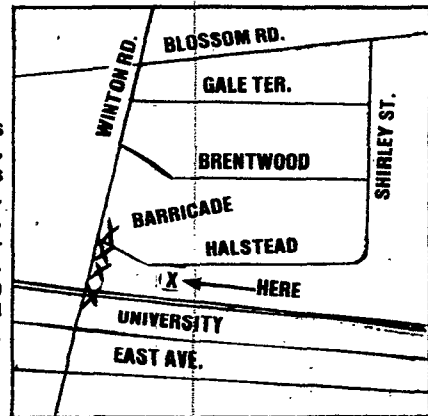 BLOSSOM RD.
WINTON RD.
GALE TER.
SHIRLEY ST.
BRENTWOOD
BARRICADE
HALSTEAD
X HERE
UNIVERSITY
EAST AVE.